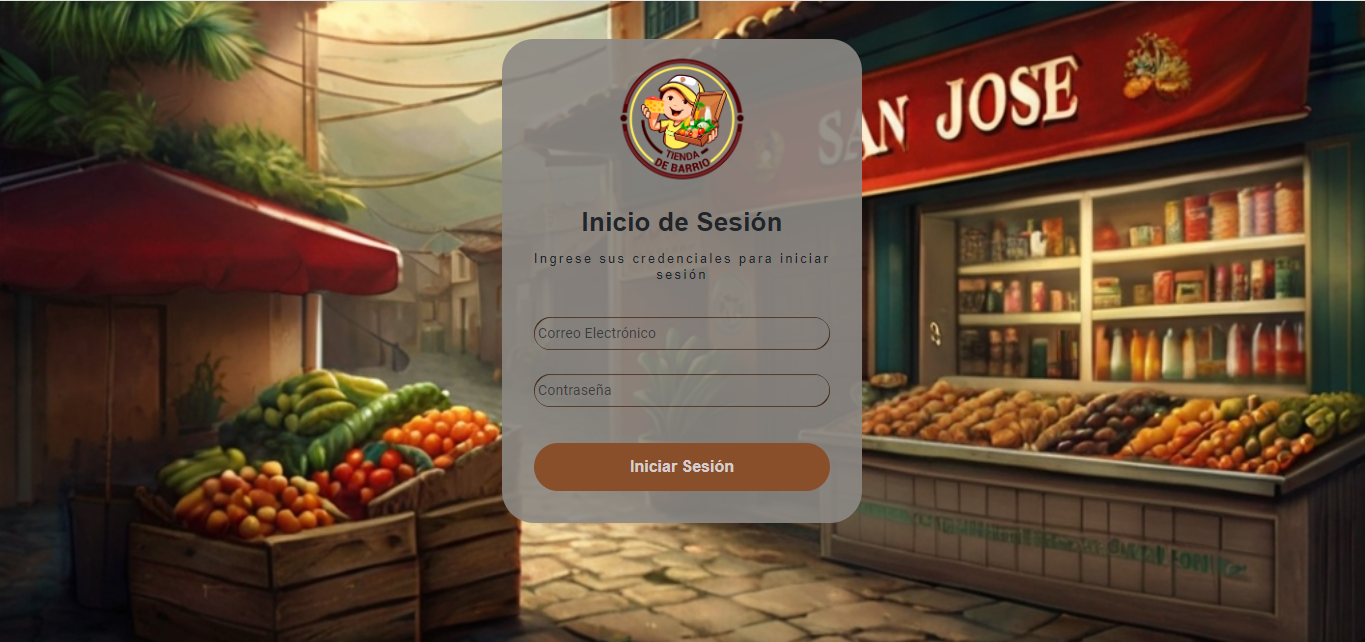 TIENDA
DE BARRIO
SAN JOSE
Inicio de Sesión
Ingrese sus credenciales para iniciar
sesión
Correo Electrónico
Contraseña
Iniciar Sesión